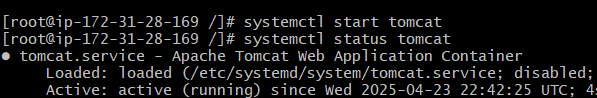 [root@ip-172-31-28-169 /]# systemctl start tomcat
[root@ip-172-31-28-169 /]# systemctl status tomcat
● tomcat.service - Apache Tomcat Web Application Container
Loaded: loaded (/etc/systemd/system/tomcat.service; disabled;
Active: active (running) since Wed 2025-04-23 22:42:25 UTC;